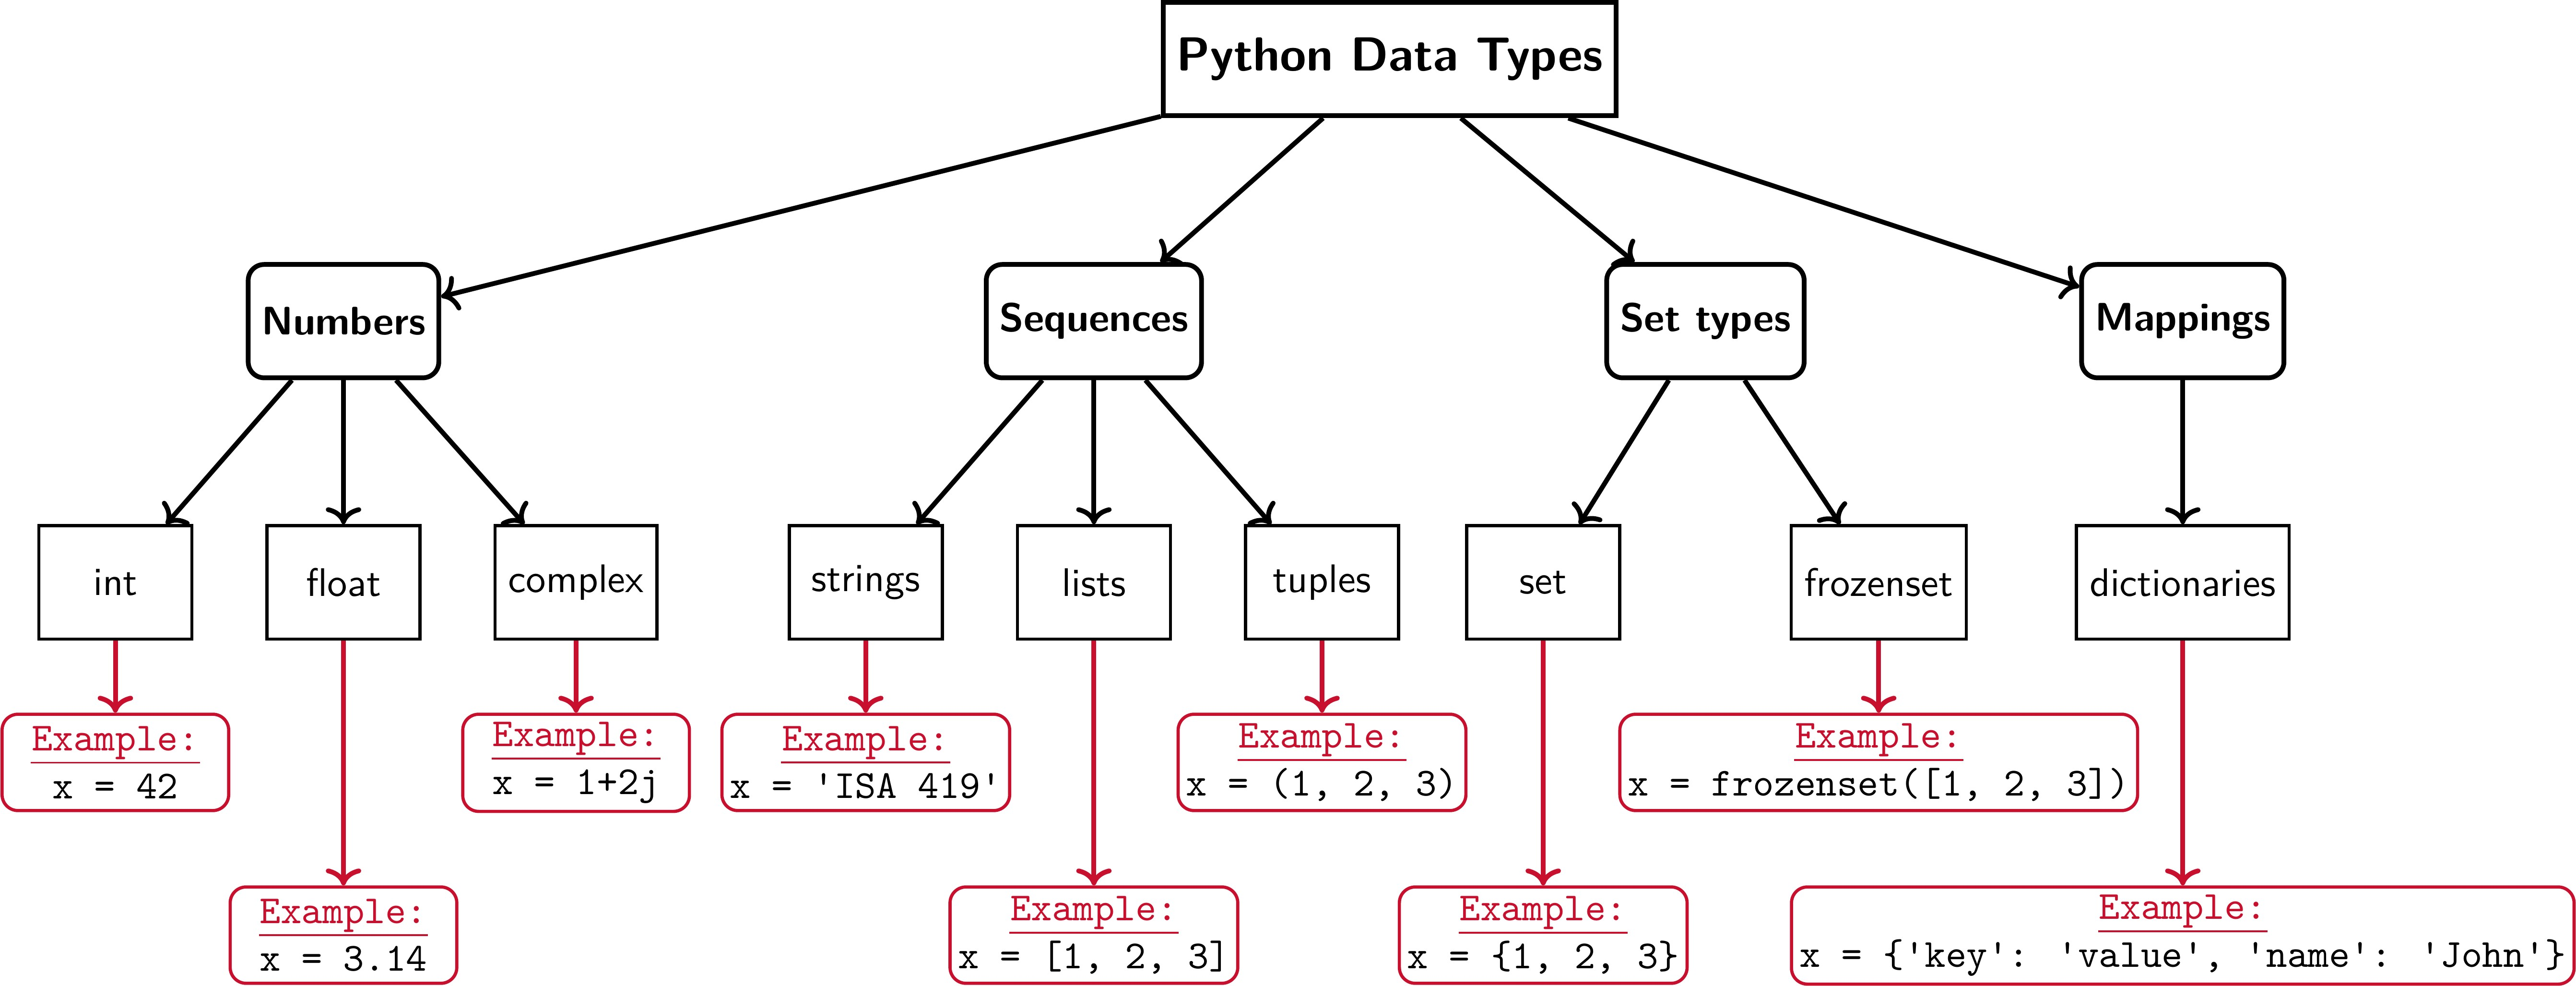 Python Data Types
Numbers
Sequences
Set types
Mappings
int
float
complex
strings
lists
tuples
set
frozenset
dictionaries
Example:
x = 42
Example:
x = 1+2j
Example:
x = 'ISA 419'
Example:
x = (1, 2, 3)
Example:
x = frozenset([1, 2, 3])
Example:
x = 3.14
Example:
x = [1, 2, 3]
Example:
x = {1, 2, 3}
Example:
x = {'key': 'value', 'name': 'John'}